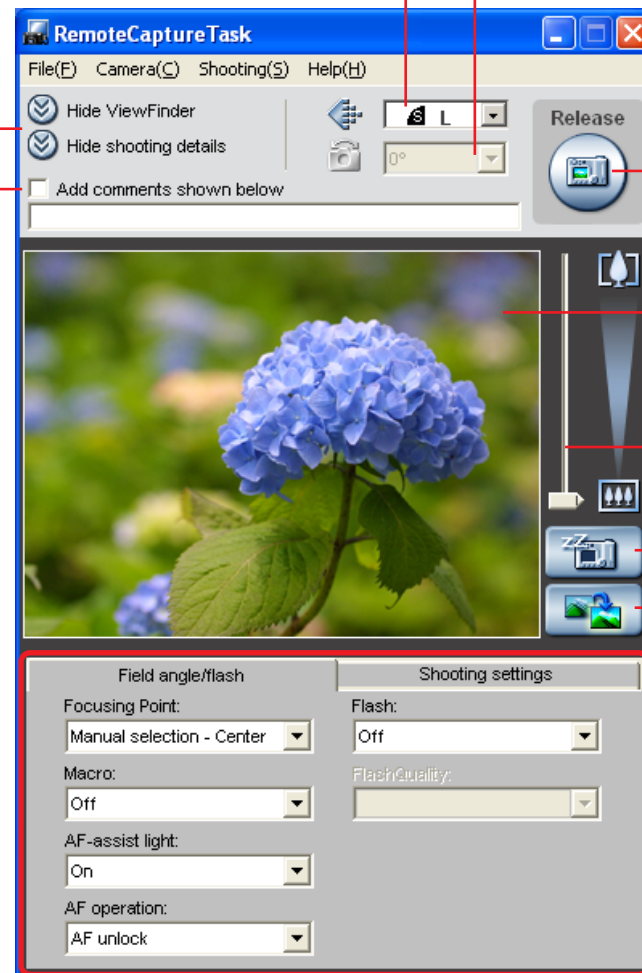 RemoteCaptureTask
File(F) Camera(C) Shooting(S) Help(H)
Hide ViewFinder
L
Release
Hide shooting details
0°
Add comments shown below
Field angle/flash
Shooting settings
Focusing Point:
Flash:
Manual selection - Center
Off
Macro:
FlashQuality:
Off
AF-assist light:
On
AF operation:
AF unlock